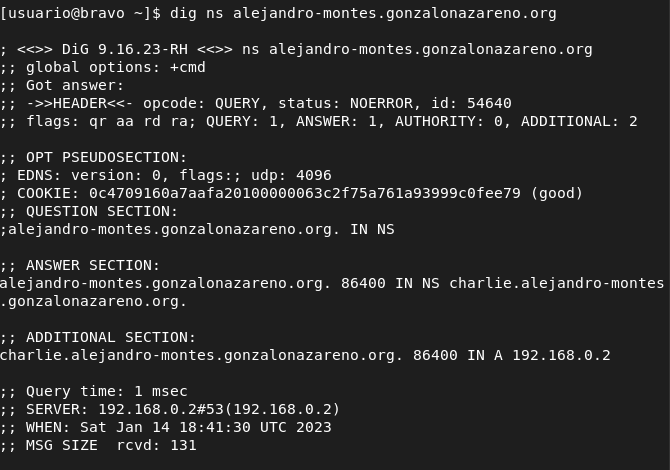 [usuario@bravo ~]$ dig ns alejandro-montes.gonzalonazareno.org
; <<>> DiG 9.16.23-RH <<>> ns alejandro-montes.gonzalonazareno.org
;; global options: +cmd
;; Got answer:
;; ->>HEADER<<- opcode: QUERY, status: NOERROR, id: 54640
;; flags: qr aa rd ra; QUERY: 1, ANSWER: 1, AUTHORITY: 0, ADDITIONAL: 2
;; OPT PSEUDOSECTION:
; EDNS: version: 0, flags:; udp: 4096
; COOKIE: 0c4709160a7aafa20100000063c2f75a761a93999c0fee79 (good)
;; QUESTION SECTION:
;alejandro-montes.gonzalonazareno.org. IN NS
;; ANSWER SECTION:
alejandro-montes.gonzalonazareno.org. 86400 IN NS charlie.alejandro-montes
.gonzalonazareno.org.
;; ADDITIONAL SECTION:
charlie.alejandro-montes.gonzalonazareno.org. 86400 IN A 192.168.0.2
;; Query time: 1 msec
;; SERVER: 192.168.0.2#53(192.168.0.2)
;; WHEN: Sat Jan 14 18:41:30 UTC 2023
;; MSG SIZE  rcvd: 131